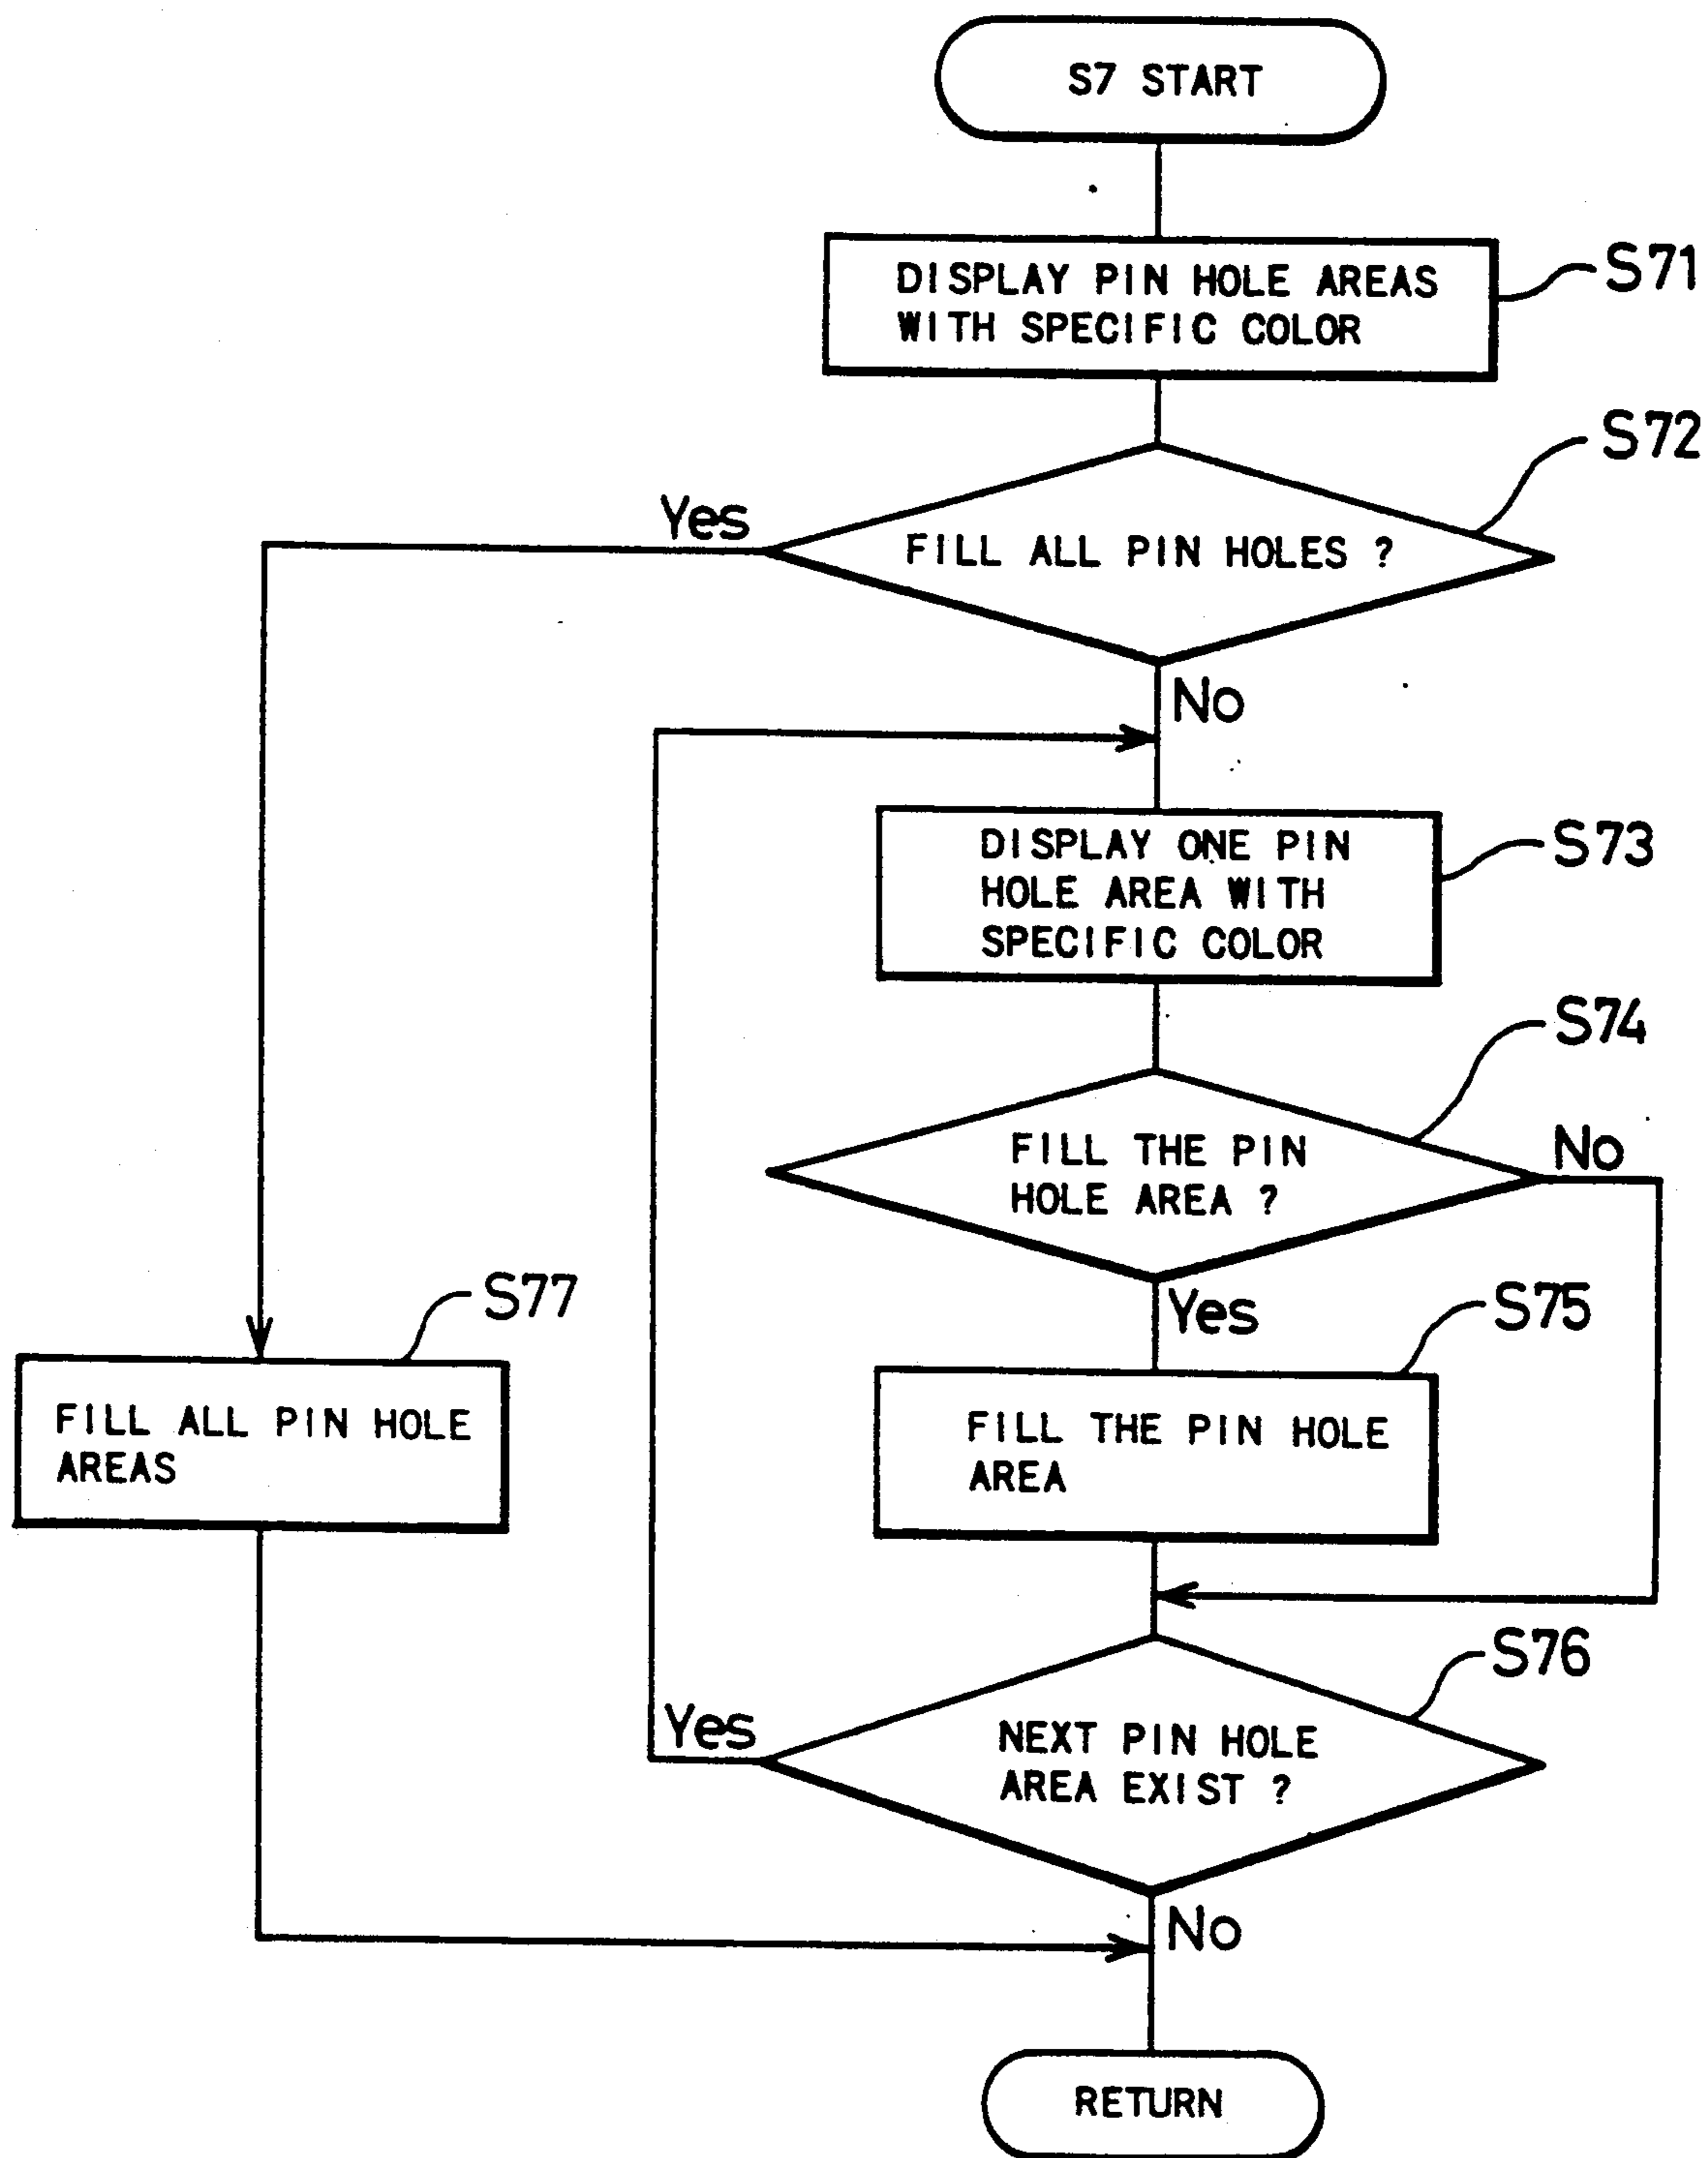 S7 START
DISPLAY PIN HOLE AREAS
WITH SPECIFIC COLOR
S71
S72
Yes
FILL ALL PIN HOLES ?
No
DISPLAY ONE PIN
HOLE AREA WITH
SPECIFIC COLOR
S73
S74
FILL THE PIN
HOLE AREA ?
No
Yes
S77
S75
FILL ALL PIN HOLE
AREAS
FILL THE PIN HOLE
AREA
S76
Yes
NEXT PIN HOLE
AREA EXIST ?
No
RETURN